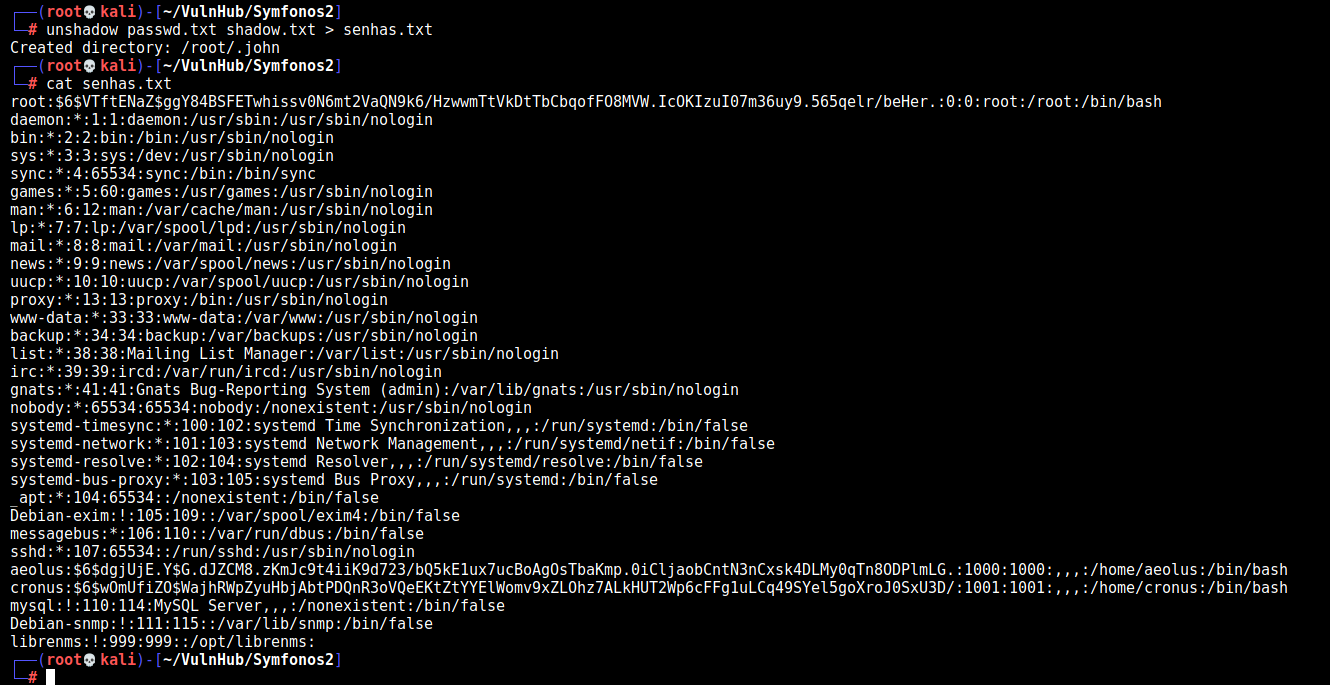 ┌──(root💀kali)-[~/VulnHub/Symfonos2]
└─# unshadow passwd.txt shadow.txt > senhas.txt
Created directory: /root/.john
┌──(root💀kali)-[~/VulnHub/Symfonos2]
└─# cat senhas.txt
root:$6$VTftENaZ$ggY84BSFETwhissv0N6mt2VaQN9k6/HzwwmTtVkDtTbCbqofFO8MVW.IcOKIzuI07m36uy9.565qelr/beHer.:0:0:root:/root:/bin/bash
daemon:*:1:1:daemon:/usr/sbin:/usr/sbin/nologin
bin:*:2:2:bin:/bin:/usr/sbin/nologin
sys:*:3:3:sys:/dev:/usr/sbin/nologin
sync:*:4:65534:sync:/bin:/bin/sync
games:*:5:60:games:/usr/games:/usr/sbin/nologin
man:*:6:12:man:/var/cache/man:/usr/sbin/nologin
lp:*:7:7:lp:/var/spool/lpd:/usr/sbin/nologin
mail:*:8:8:mail:/var/mail:/usr/sbin/nologin
news:*:9:9:news:/var/spool/news:/usr/sbin/nologin
uucp:*:10:10:uucp:/var/spool/uucp:/usr/sbin/nologin
proxy:*:13:13:proxy:/bin:/usr/sbin/nologin
www-data:*:33:33:www-data:/var/www:/usr/sbin/nologin
backup:*:34:34:backup:/var/backups:/usr/sbin/nologin
list:*:38:38:Mailing List Manager:/var/list:/usr/sbin/nologin
irc:*:39:39:ircd:/var/run/ircd:/usr/sbin/nologin
gnats:*:41:41:Gnats Bug-Reporting System (admin):/var/lib/gnats:/usr/sbin/nologin
nobody:*:65534:65534:nobody:/nonexistent:/usr/sbin/nologin
systemd-timesync:*:100:102:systemd Time Synchronization,,,:/run/systemd:/bin/false
systemd-network:*:101:103:systemd Network Management,,,:/run/systemd/netif:/bin/false
systemd-resolve:*:102:104:systemd Resolver,,,:/run/systemd/resolve:/bin/false
systemd-bus-proxy:*:103:105:systemd Bus Proxy,,,:/run/systemd:/bin/false
_apt:*:104:65534::/nonexistent:/bin/false
Debian-exim:!:105:109::/var/spool/exim4:/bin/false
messagebus:*:106:110::/var/run/dbus:/bin/false
sshd:*:107:65534::/run/sshd:/usr/sbin/nologin
aeolus:$6$dgjUjE.Y$G.dJZCM8.zKmJc9t4iiK9d723/bQ5kE1ux7ucBoAgOsTbaKmp.0iCljaobCntN3nCxsk4DLMy0qTn8ODPlmLG.:1000:1000:,,,:/home/aeolus:/bin/bash
cronus:$6$wOmUfiZO$WajhRWpZyuHbjAbtPDQnR3oVQeEKtZtYYElWomv9xZLOhz7ALkHUT2Wp6cFFg1uLCq49SYel5goXroJ0SxU3D/:1001:1001:,,,:/home/cronus:/bin/bash
mysql:!:110:114:MySQL Server,,,:/nonexistent:/bin/false
Debian-snmp:!:111:115::/var/lib/snmp:/bin/false
librenms:!:999:999::/opt/librenms:
┌──(root💀kali)-[~/VulnHub/Symfonos2]
└─#